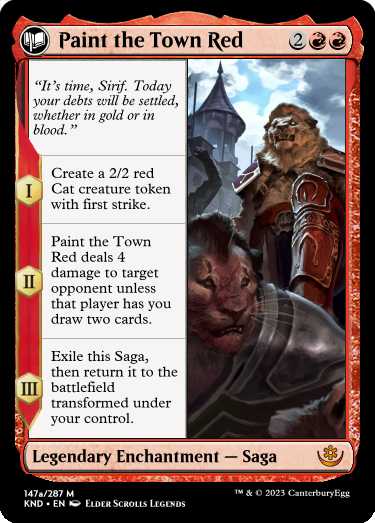 Paint the Town Red 2
“It’s time, Sirif. Today
your debts will be settled,
whether in gold or in
blood.”
I
Create a 2/2 red
Cat creature token
with first strike.
II
Paint the Town
Red deals 4
damage to target
opponent unless
that player has you
draw two cards.
III
Exile this Saga,
then return it to the
battlefield
transformed under
your control.
Legendary Enchantment — Saga
147a/287 M
KND • EN Elder Scrolls Legends
™ & © 2023 CanterburyEgg